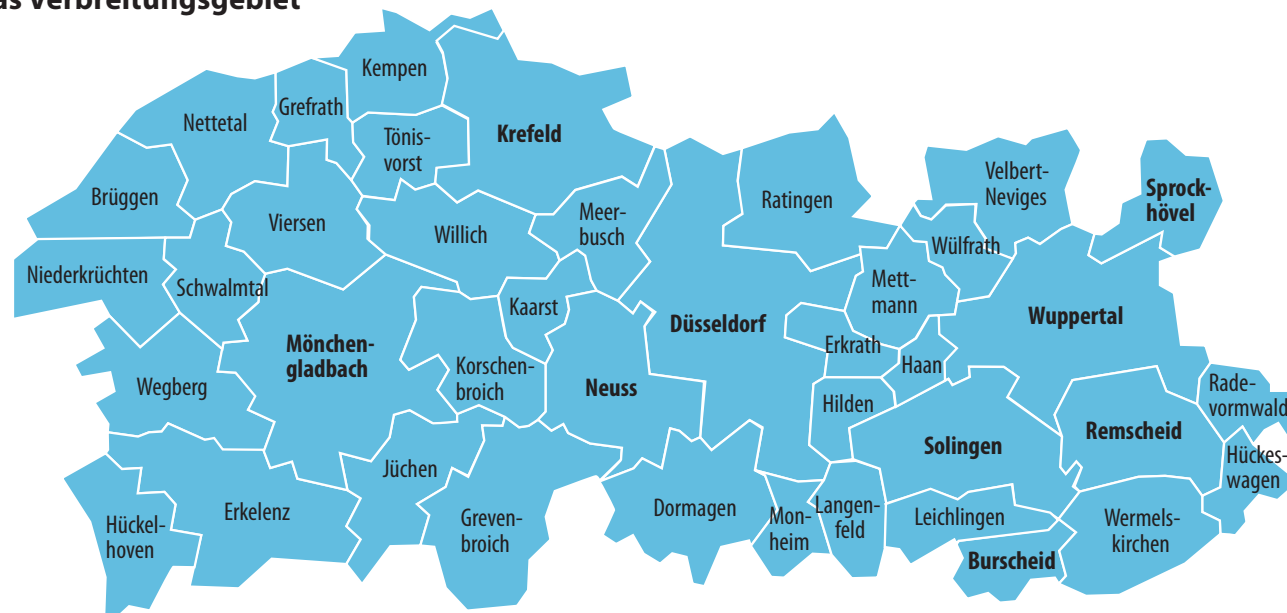 as Verbreitungsgebiet
Kempen
Grefrath
Nettetal
Tönis-
vorst
Krefeld
Brüggen
Viersen
Willich
Meer-
busch
Ratingen
Velbert-
Neviges
Sprock-
hövel
Wülfrath
Niederkrüchten
Schwalmtal
Kaarst
Mett-
mann
Düsseldorf
Wuppertal
Mönchen-
gladbach
Korschen-
broich
Erkrath
Haan
Wegberg
Neuss
Hilden
Rade-
vormwald
Solingen
Remscheid
Jüchen
Hückes-
wagen
Hückel-
hoven
Erkelenz
Greven-
broich
Dormagen
Mon-
heim
Langen-
feld
Leichlingen
Wermels-
kirchen
Burscheid